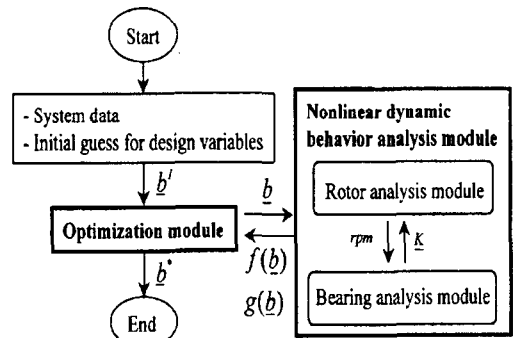 Start
- System data
- Initial guess for design variables
b^I
Optimization module
b
f(b)
g(b)
b*
End
Nonlinear dynamic
behavior analysis module
Rotor analysis module
rpm
K
Bearing analysis module